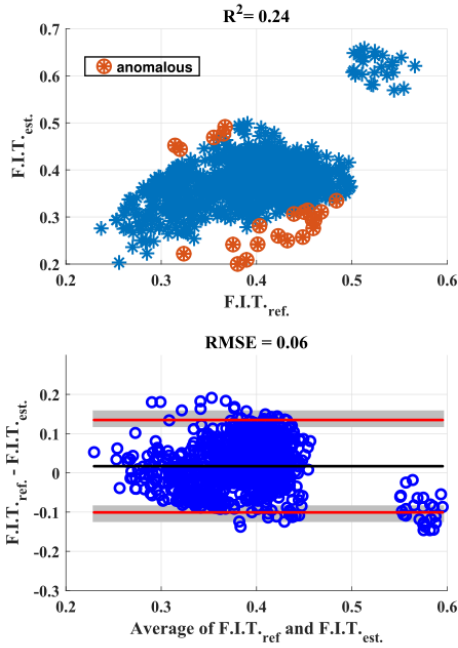 R²= 0.24
0.7
0.6
0.5
0.4
0.3
0.2
F.I.T.est.
anomalous
0.2 0.3 0.4 0.5 0.6
F.I.T.ref.
RMSE = 0.06
0.2
0.1
0
-0.1
-0.2
-0.3
F.I.T.ref. - F.I.T.est.
0.2 0.3 0.4 0.5 0.6
Average of F.I.T.ref and F.I.T.est.